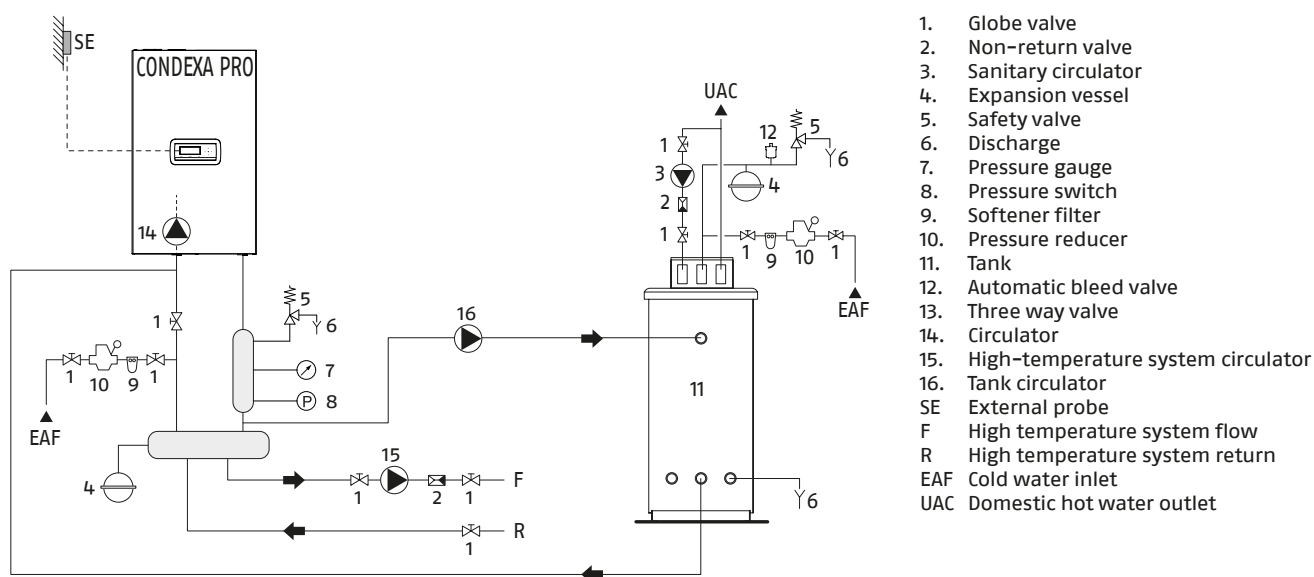 SE
CONDEXA PRO
14
UAC
1
12
5
3
6
4
2
1
1
9
10
1
EAF
1
5
6
16
7
8
P
1
10
9
1
EAF
11
4
15
1
2
1
F
R
1
6
1. Globe valve
2. Non-return valve
3. Sanitary circulator
4. Expansion vessel
5. Safety valve
6. Discharge
7. Pressure gauge
8. Pressure switch
9. Softener filter
10. Pressure reducer
11. Tank
12. Automatic bleed valve
13. Three way valve
14. Circulator
15. High-temperature system circulator
16. Tank circulator
SE External probe
F High temperature system flow
R High temperature system return
EAF Cold water inlet
UAC Domestic hot water outlet